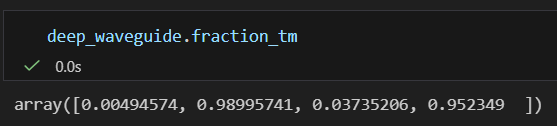 deep_waveguide.fraction_tm
0.0s
array([0.00494574, 0.98995741, 0.03735206, 0.952349  ])